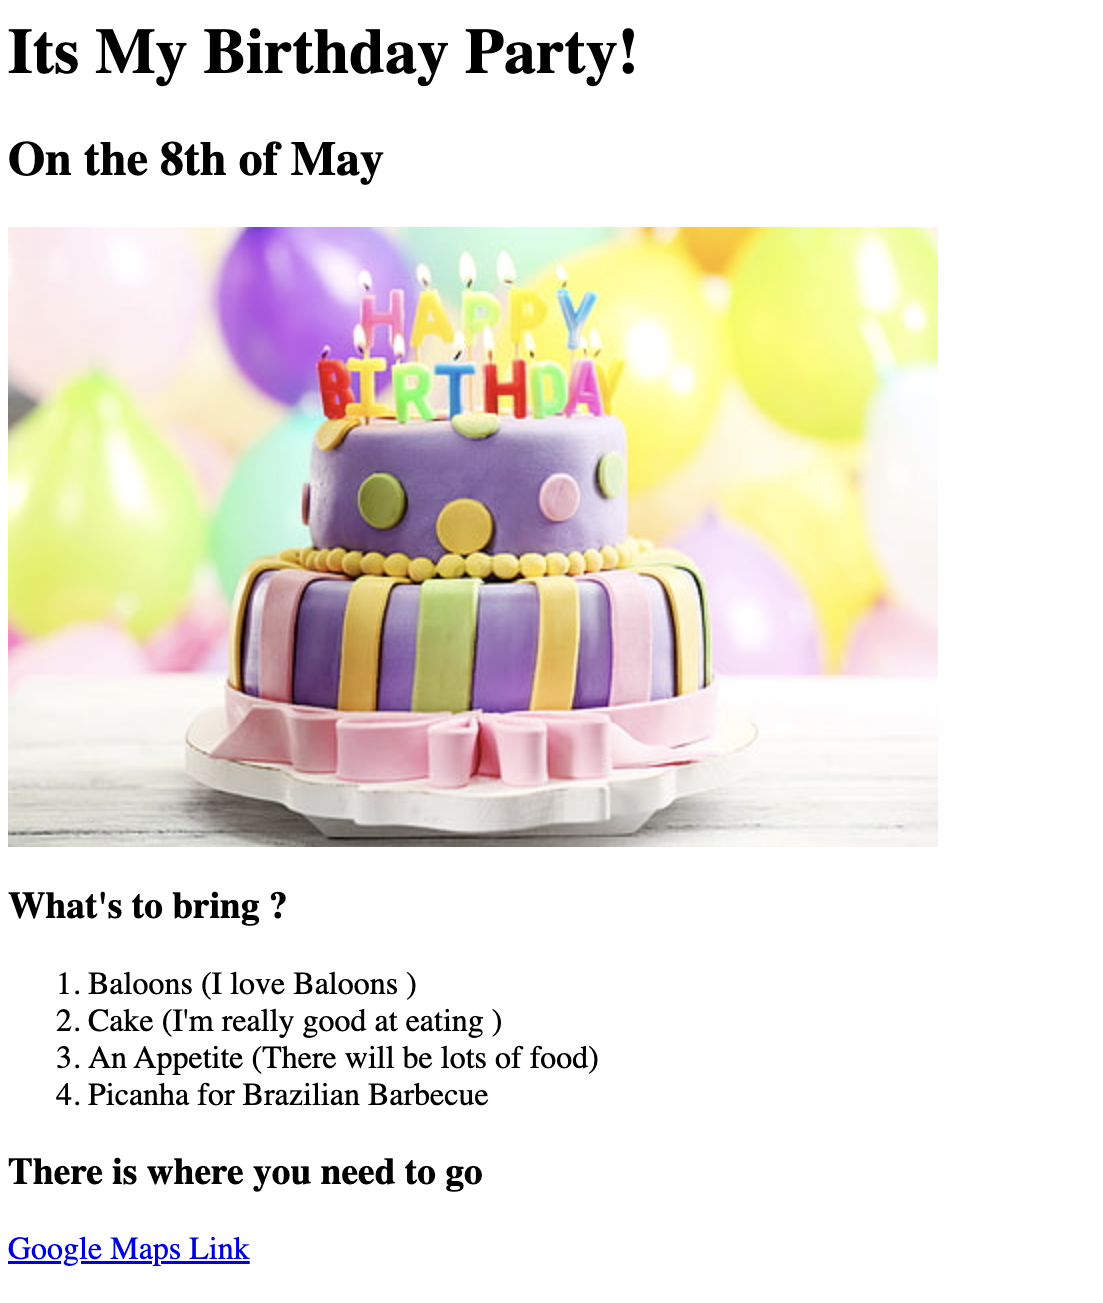 Its My Birthday Party!
On the 8th of May
HAPPY
BIRTHDAY
What's to bring ?
1. Baloons (I love Baloons )
2. Cake (I'm really good at eating )
3. An Appetite (There will be lots of food)
4. Picanha for Brazilian Barbecue
There is where you need to go
Google Maps Link